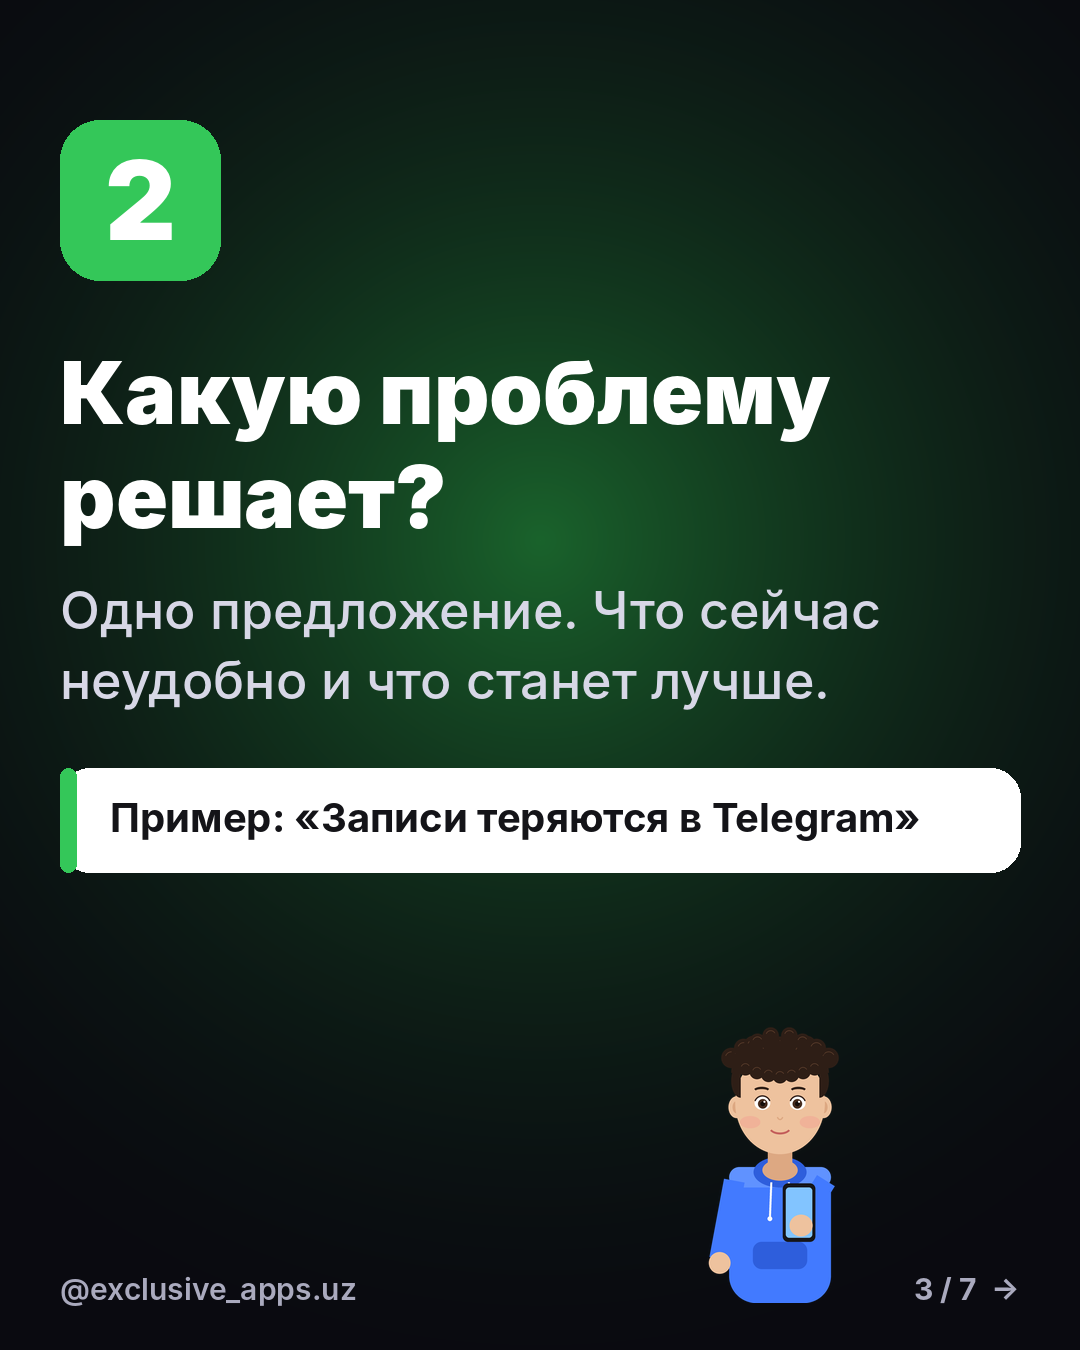 2
Какую проблему
решает?
Одно предложение. Что сейчас
неудобно и что станет лучше.
Пример: «Записи теряются в Telegram»
@exclusive_apps.uz
3 / 7 →